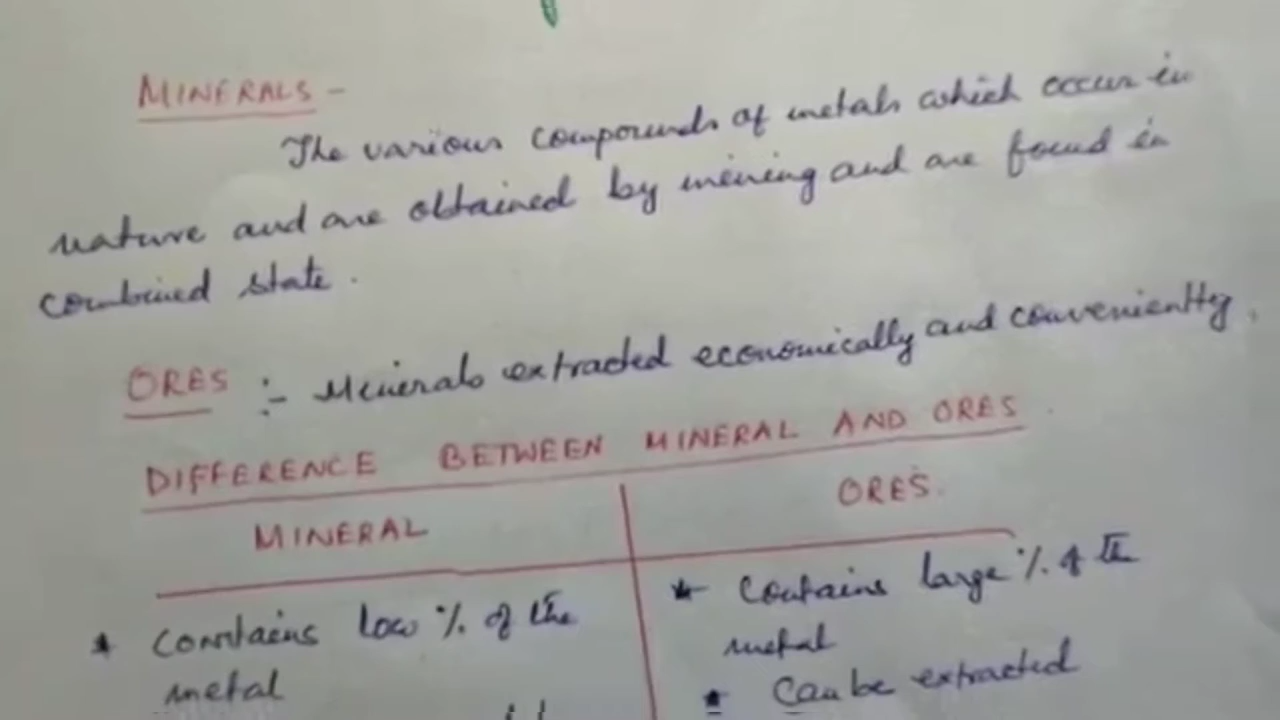 MINERALS -
The various compounds of metals which occur in
nature and are obtained by mining and are found in
combined state.
ORES :- Minerals extracted economically and conveniently.
DIFFERENCE BETWEEN MINERAL AND ORES.
MINERAL ORES.
* contains low % of the
metal
* Contains large % of the
metal
* Can be extracted